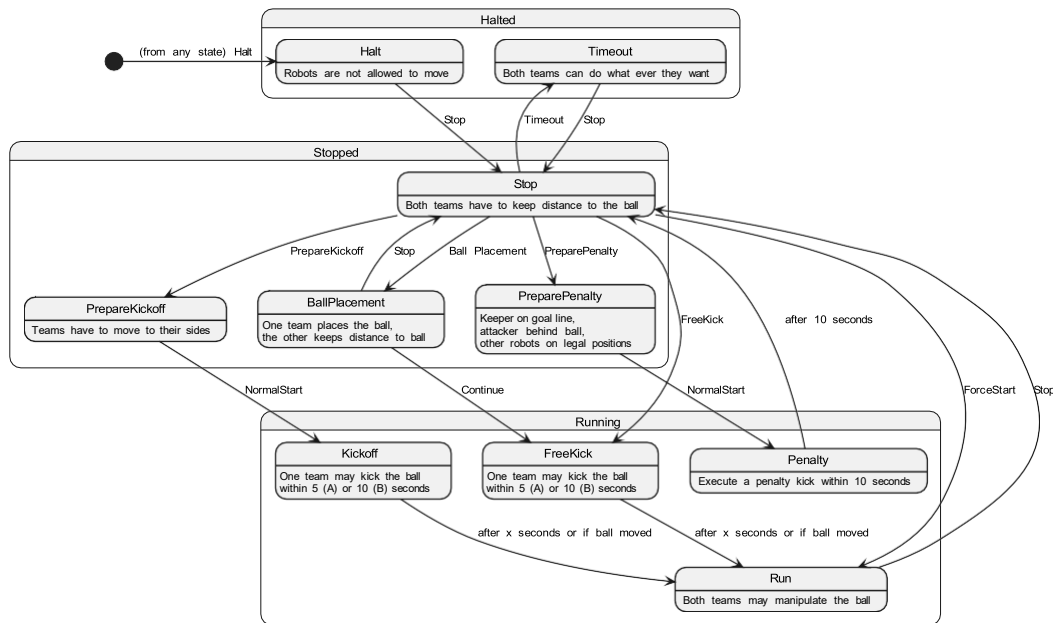 Halted
(from any state) Halt
Halt
Robots are not allowed to move
Timeout
Both teams can do what ever they want
Stop
Timeout
Stop
Stopped
Stop
Both teams have to keep distance to the ball
PrepareKickoff
Stop
Ball Placement
PreparePenalty
PrepareKickoff
Teams have to move to their sides
BallPlacement
One team places the ball,
the other keeps distance to ball
PreparePenalty
Keeper on goal line,
attacker behind ball,
other robots on legal positions
FreeKick
after 10 seconds
NormalStart
Continue
NormalStart
ForceStart
Stop
Running
Kickoff
One team may kick the ball
within 5 (A) or 10 (B) seconds
FreeKick
One team may kick the ball
within 5 (A) or 10 (B) seconds
Penalty
Execute a penalty kick within 10 seconds
after x seconds or if ball moved
after x seconds or if ball moved
Run
Both teams may manipulate the ball